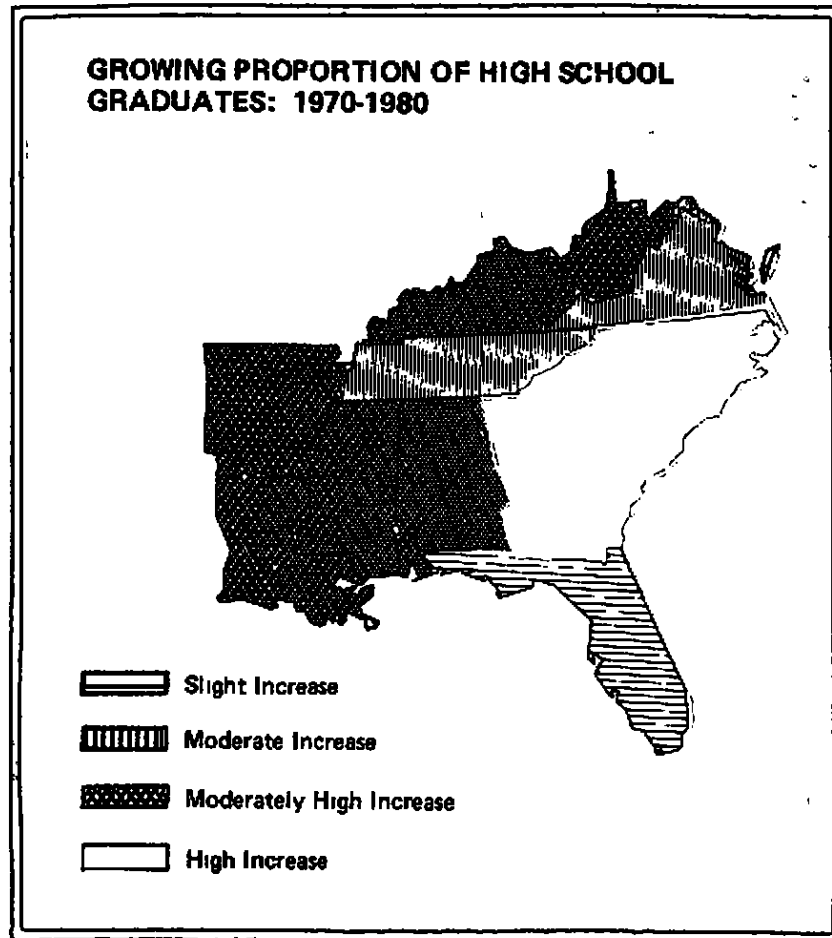 GROWING PROPORTION OF HIGH SCHOOL
GRADUATES: 1970-1980
Slight Increase
Moderate Increase
Moderately High Increase
High Increase